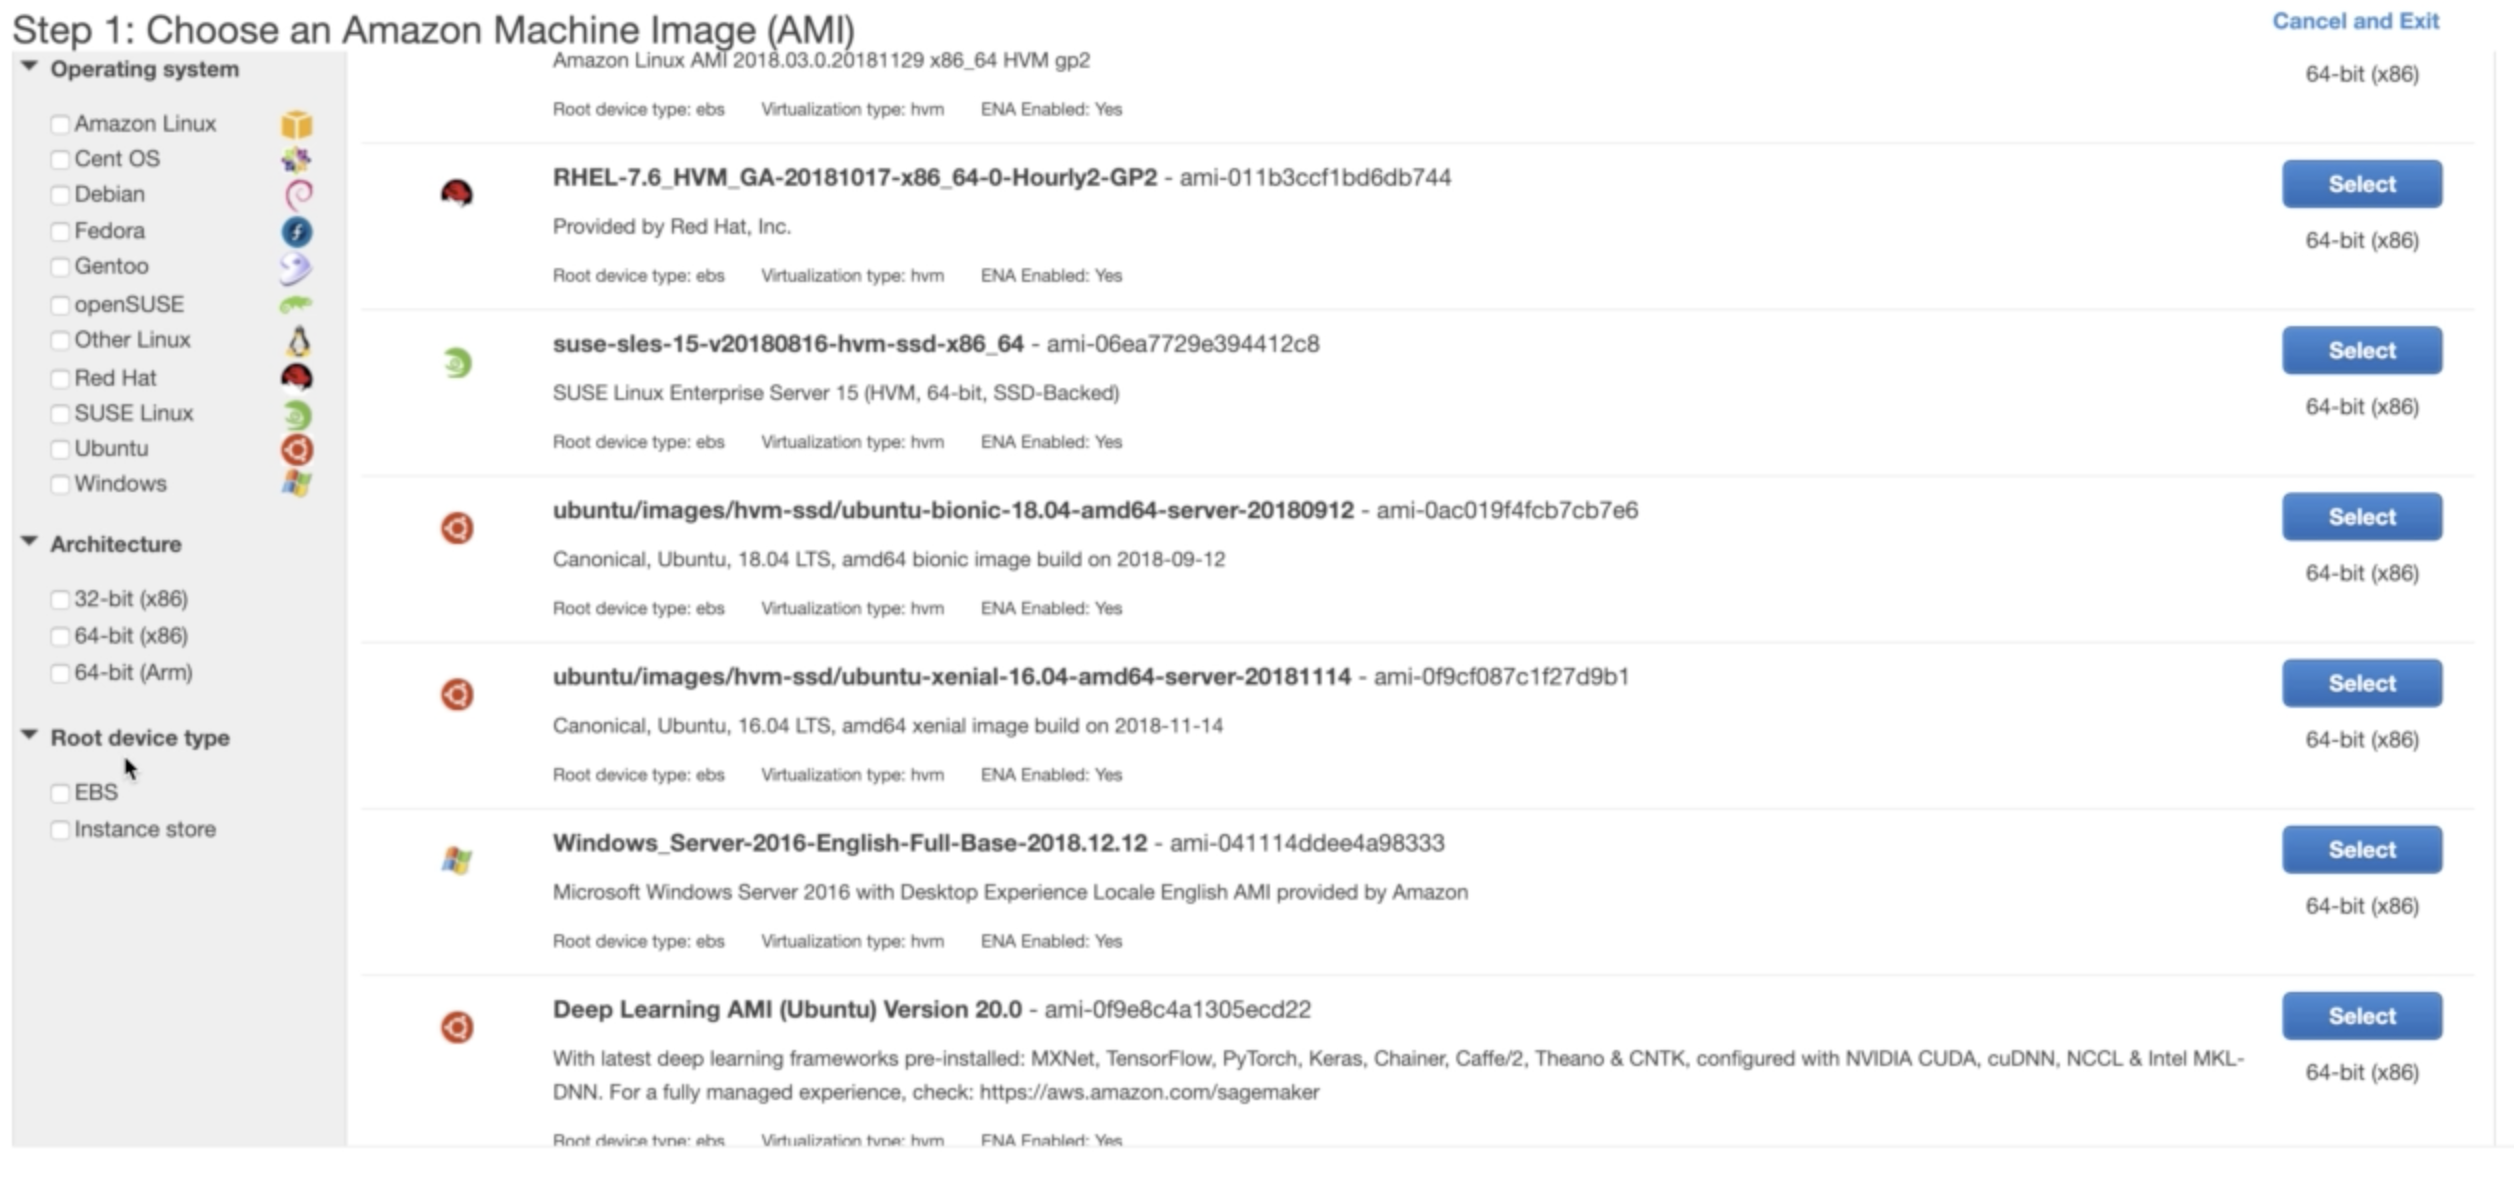 Step 1: Choose an Amazon Machine Image (AMI)
Cancel and Exit
Operating system
Amazon Linux
Cent OS
Debian
Fedora
Gentoo
openSUSE
Other Linux
Red Hat
SUSE Linux
Ubuntu
Windows
Architecture
32-bit (x86)
64-bit (x86)
64-bit (Arm)
Root device type
EBS
Instance store
Amazon Linux AMI 2018.03.0.20181129 x86_64 HVM gp2
64-bit (x86)
Root device type: ebs Virtualization type: hvm ENA Enabled: Yes
RHEL-7.6_HVM_GA-20181017-x86_64-0-Hourly2-GP2 - ami-011b3ccf1bd6db744
Select
Provided by Red Hat, Inc.
64-bit (x86)
Root device type: ebs Virtualization type: hvm ENA Enabled: Yes
suse-sles-15-v20180816-hvm-ssd-x86_64 - ami-06ea7729e394412c8
Select
SUSE Linux Enterprise Server 15 (HVM, 64-bit, SSD-Backed)
64-bit (x86)
Root device type: ebs Virtualization type: hvm ENA Enabled: Yes
ubuntu/images/hvm-ssd/ubuntu-bionic-18.04-amd64-server-20180912 - ami-0ac019f4fcb7cb7e6
Select
Canonical, Ubuntu, 18.04 LTS, amd64 bionic image build on 2018-09-12
64-bit (x86)
Root device type: ebs Virtualization type: hvm ENA Enabled: Yes
ubuntu/images/hvm-ssd/ubuntu-xenial-16.04-amd64-server-20181114 - ami-0f9cf087c1f27d9b1
Select
Canonical, Ubuntu, 16.04 LTS, amd64 xenial image build on 2018-11-14
64-bit (x86)
Root device type: ebs Virtualization type: hvm ENA Enabled: Yes
Windows_Server-2016-English-Full-Base-2018.12.12 - ami-041114ddee4a98333
Select
Microsoft Windows Server 2016 with Desktop Experience Locale English AMI provided by Amazon
64-bit (x86)
Root device type: ebs Virtualization type: hvm ENA Enabled: Yes
Deep Learning AMI (Ubuntu) Version 20.0 - ami-0f9e8c4a1305ecd22
Select
With latest deep learning frameworks pre-installed: MXNet, TensorFlow, PyTorch, Keras, Chainer, Caffe/2, Theano & CNTK, configured with NVIDIA CUDA, cuDNN, NCCL & Intel MKL-
64-bit (x86)
DNN. For a fully managed experience, check: https://aws.amazon.com/sagemaker
Root device type: ebs Virtualization type: hvm ENA Enabled: Yes